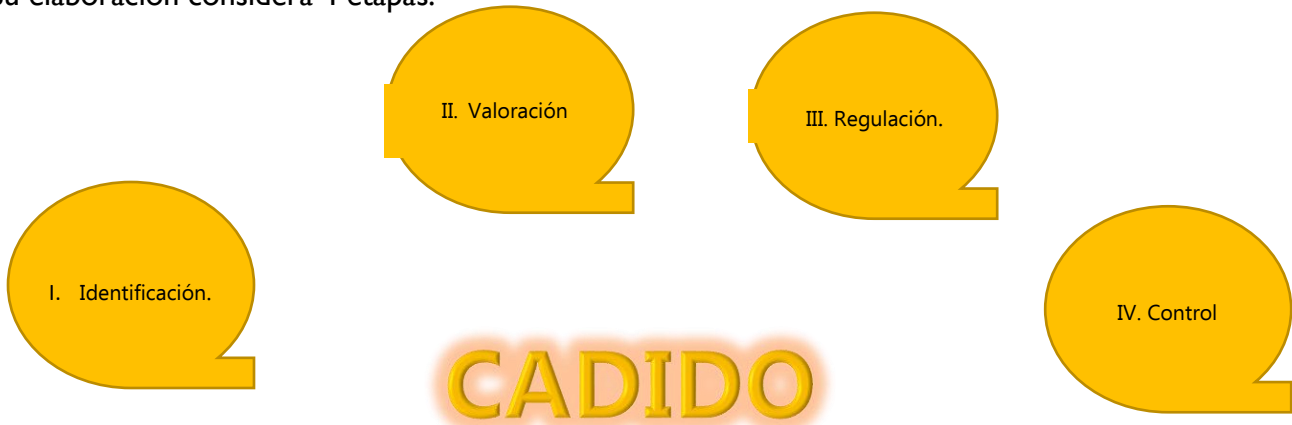 su elaboración considera 4 etapas.
II. Valoración
III. Regulación.
I. Identificación.
IV. Control
CADIDO